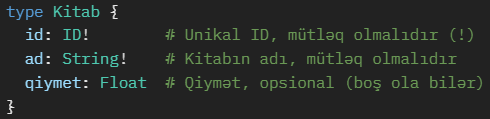 type Kitab {
  id: ID!        # Unikal ID, mütləq olmalıdır (!)
  ad: String!    # Kitabın adı, mütləq olmalıdır
  qiymet: Float  # Qiymət, opsional (boş ola bilər)
}